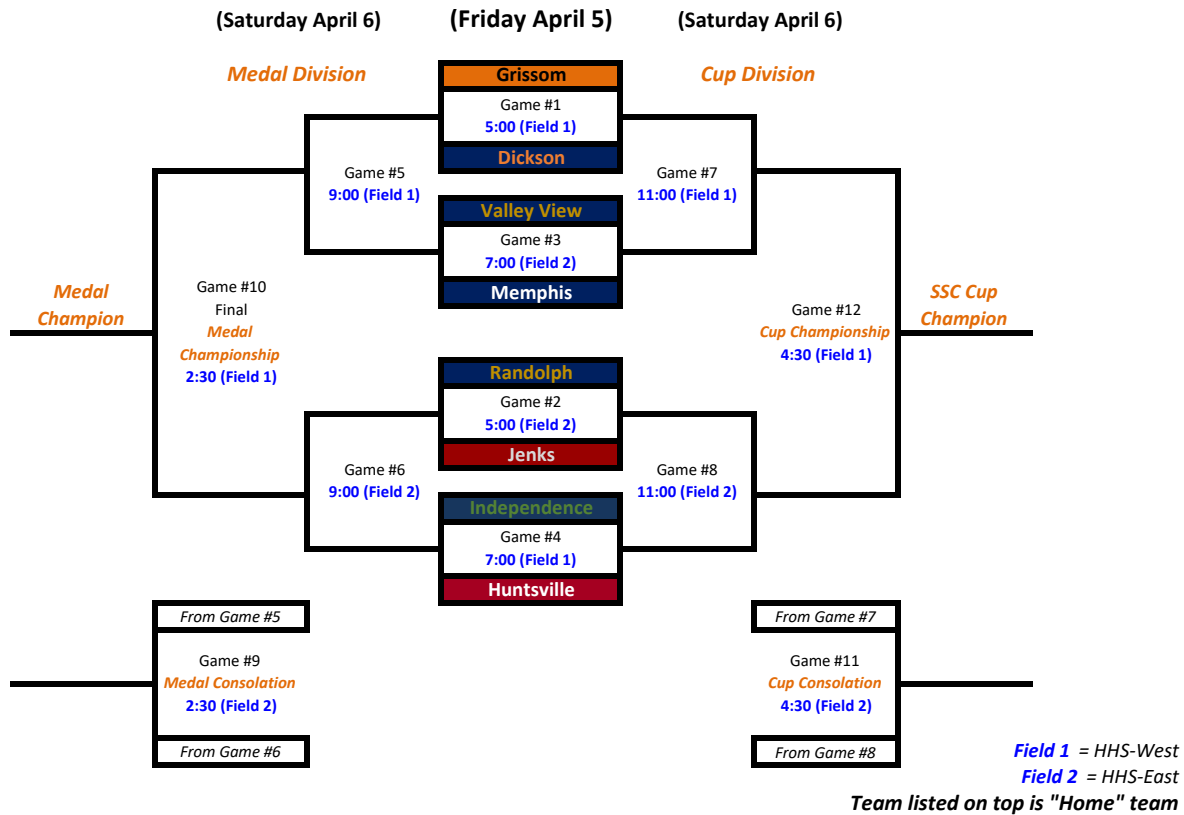 (Saturday April 6)
(Friday April 5)
(Saturday April 6)
Medal Division
Grissom
Cup Division
Game #1
5:00 (Field 1)
Dickson
Game #5
9:00 (Field 1)
Game #7
11:00 (Field 1)
Valley View
Game #3
7:00 (Field 2)
Memphis
Medal
Champion
Game #10
Final
Medal
Championship
2:30 (Field 1)
Game #12
Cup Championship
4:30 (Field 1)
SSC Cup
Champion
Randolph
Game #2
5:00 (Field 2)
Jenks
Game #6
9:00 (Field 2)
Game #8
11:00 (Field 2)
Independence
Game #4
7:00 (Field 1)
Huntsville
From Game #5
Game #9
Medal Consolation
2:30 (Field 2)
From Game #6
From Game #7
Game #11
Cup Consolation
4:30 (Field 2)
From Game #8
Field 1 = HHS-West
Field 2 = HHS-East
Team listed on top is "Home" team